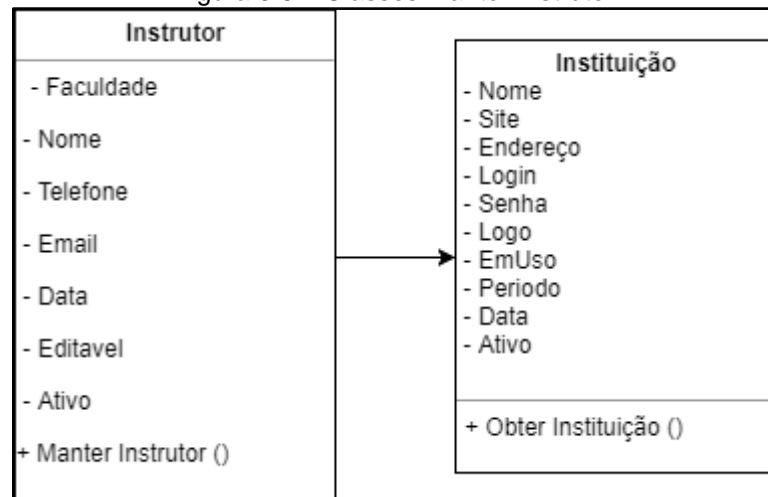 Instrutor
- Faculdade
- Nome
- Telefone
- Email
- Data
- Editavel
- Ativo
+ Manter Instrutor ()
Instituição
- Nome
- Site
- Endereço
- Login
- Senha
- Logo
- EmUso
- Periodo
- Data
- Ativo
+ Obter Instituição ()